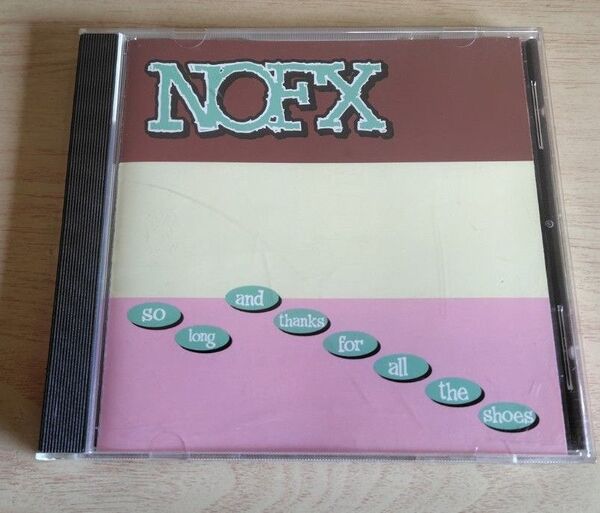 NOFX
so long and thanks for all the shoes